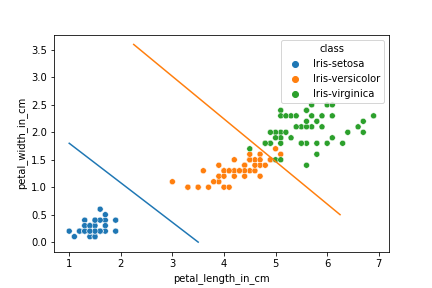 class
Iris-setosa
Iris-versicolor
Iris-virginica
petal_width_in_cm
3.5
3.0
2.5
2.0
1.5
1.0
0.5
0.0
1 2 3 4 5 6 7
petal_length_in_cm